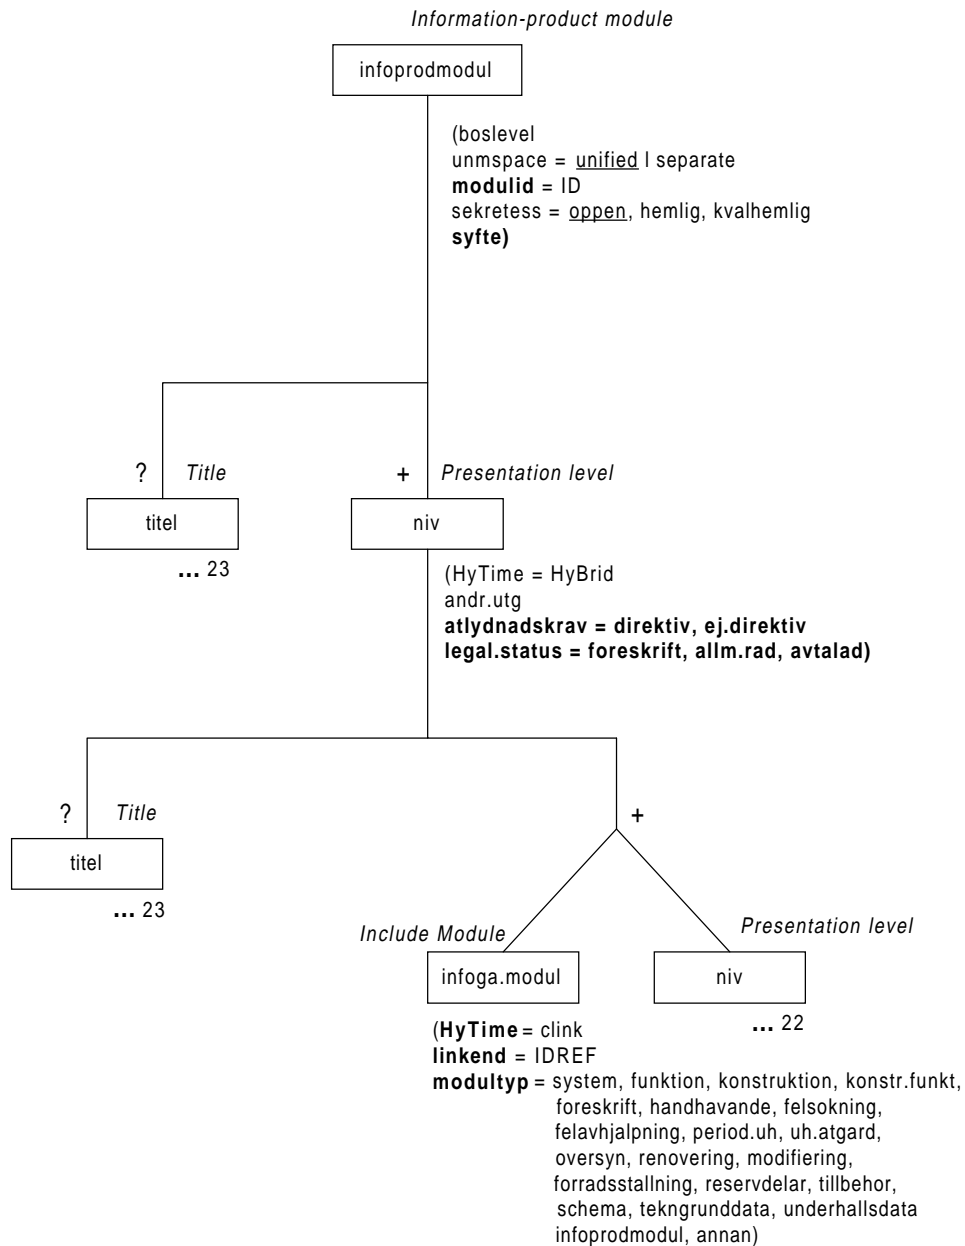 Information-product module
infoprodmodul
(boslevel
unmspace = unified l separate
modulid = ID
sekretess = oppen, hemlig, kvalhemlig
syfte)
? Title + Presentation level
titel niv
... 23
(HyTime = HyBrid
andr.utg
atlydnadskrav = direktiv, ej.direktiv
legal.status = foreskrift, allm.rad, avtalad)
? Title +
titel
... 23
Include Module Presentation level
infoga.modul niv
... 22
(HyTime = clink
linkend = IDREF
modultyp = system, funktion, konstruktion, konstr.funkt,
foreskrift, handhavande, felsokning,
felavhjalpning, period.uh, uh.atgard,
oversyn, renovering, modifiering,
forradsstallning, reservdelar, tillbehor,
schema, tekngrunddata, underhallsdata
infoprodmodul, annan)